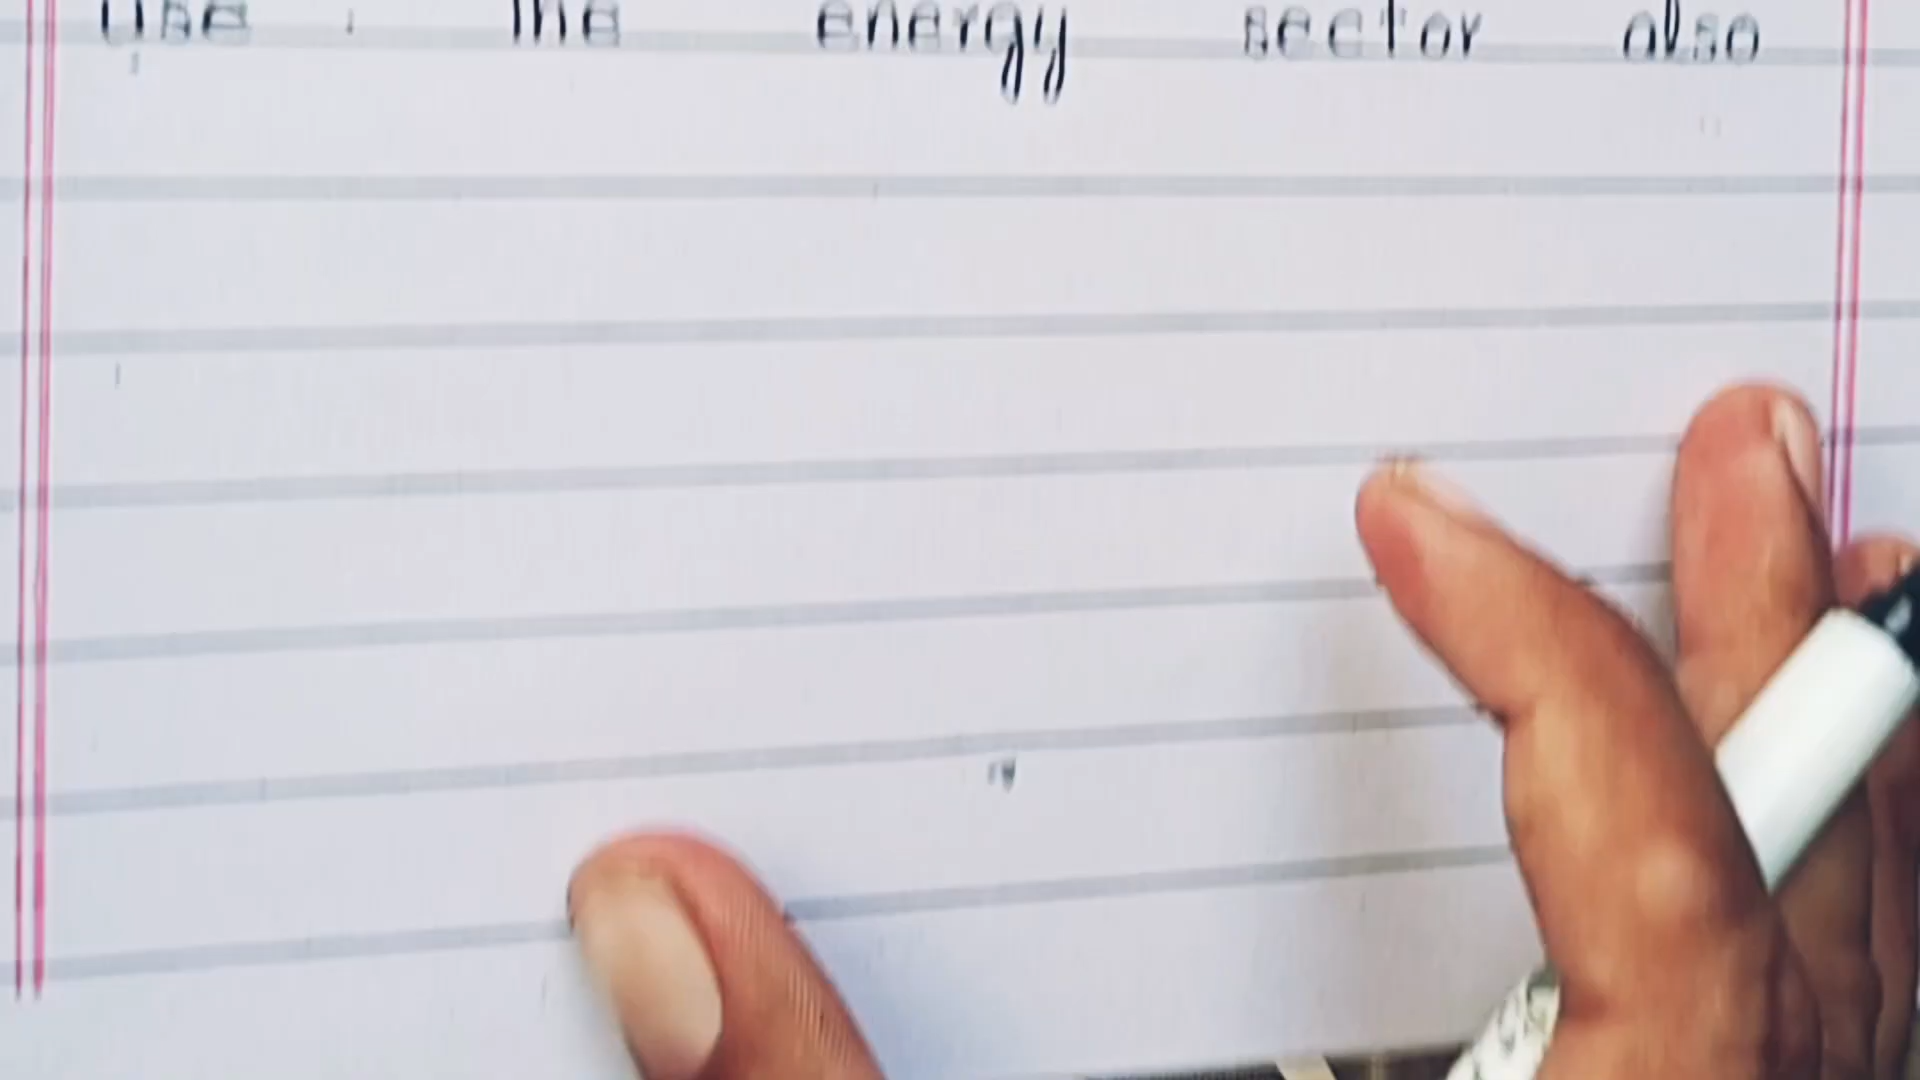 use . The energy sector also